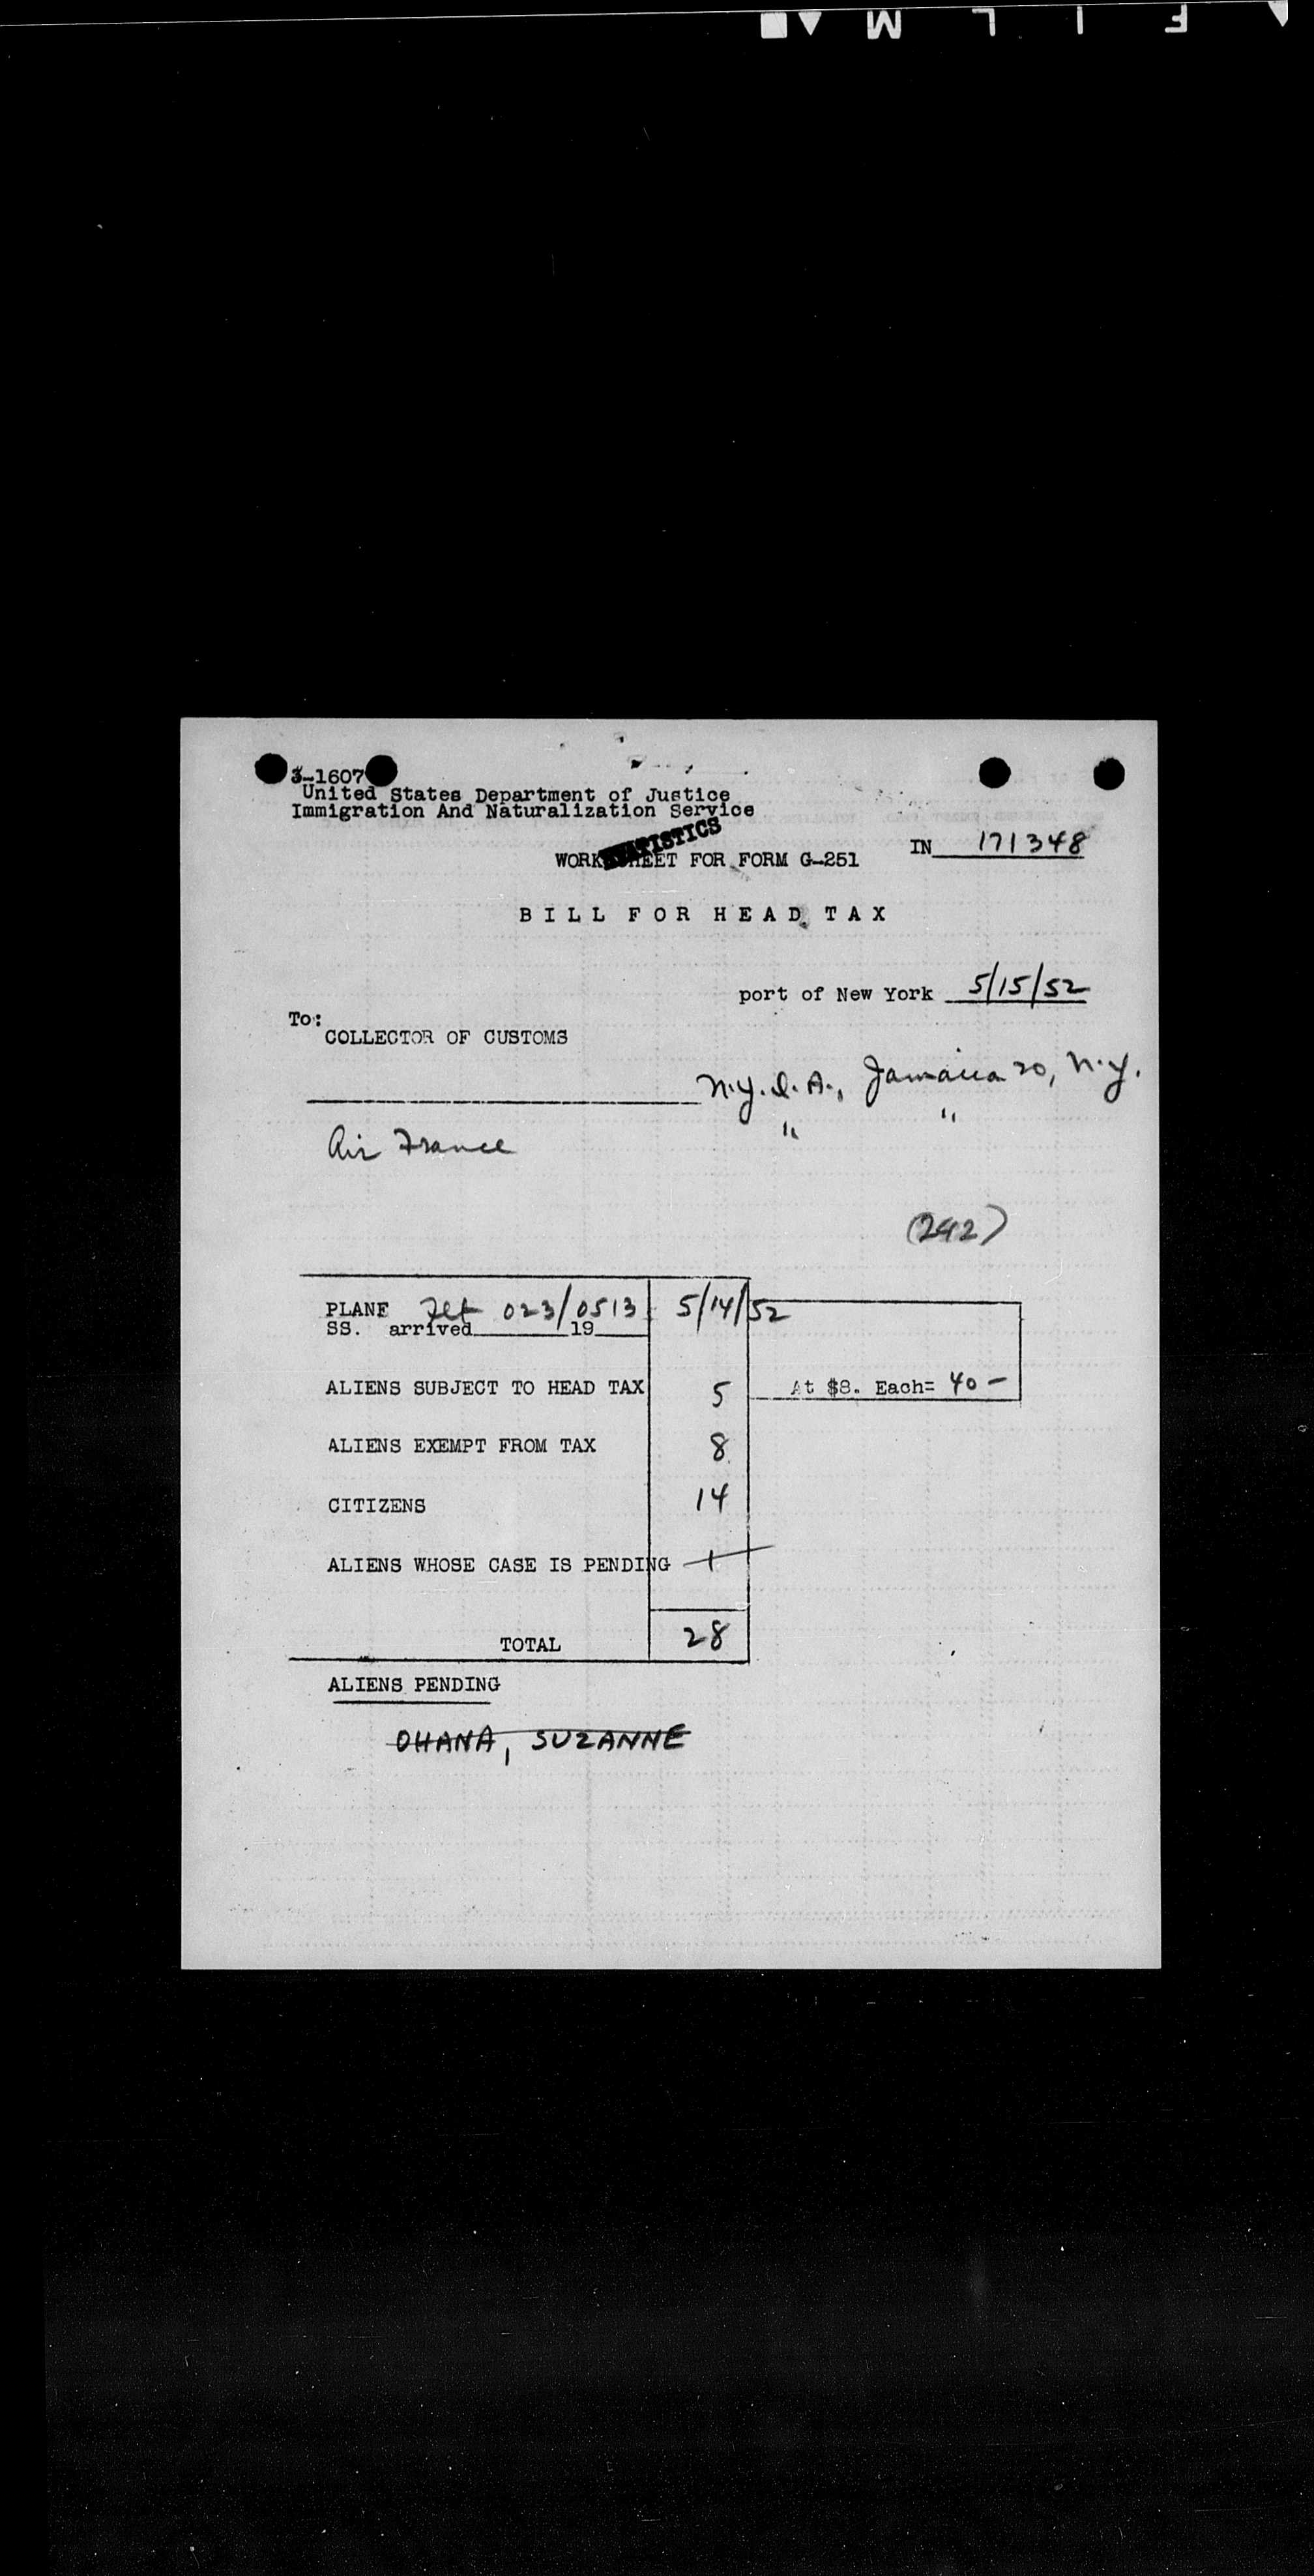 F I L M
3-1607
United States Department of Justice
Immigration And Naturalization Service
STATISTICS
WORKSHEET FOR FORM G-251
IN 171348
BILL FOR HEAD TAX
port of New York 5/15/52
To:
COLLECTOR OF CUSTOMS
N.Y.I.A., Jamaica 20, N.Y.
Air France " "
(242)
PLANE Flt 023/0513 5/14/52
SS. arrived 19
ALIENS SUBJECT TO HEAD TAX 5 At $8. Each= 40 —
ALIENS EXEMPT FROM TAX 8
CITIZENS 14
ALIENS WHOSE CASE IS PENDING 1
TOTAL 28
ALIENS PENDING
OHANA, SUZANNE